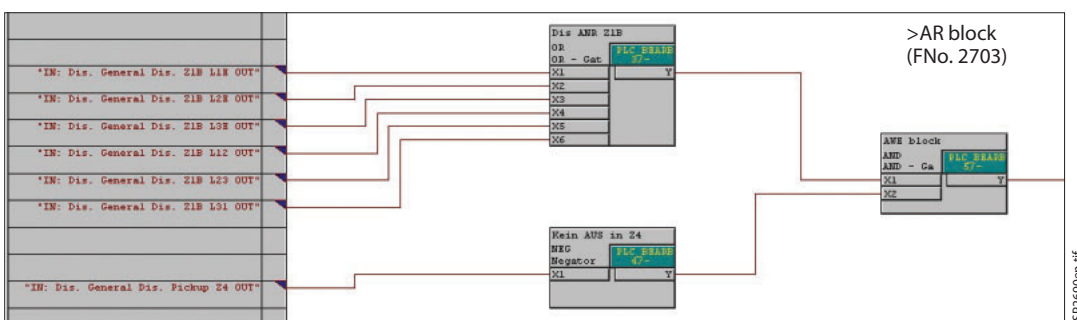 Dis ANR Z1B
OR
OR - Gat
PLC_BEARB
37-
X1
Y
X2
X3
X4
X5
X6
>AR block
(FNo. 2703)
"IN: Dis. General Dis. Z1B L1E OUT"
"IN: Dis. General Dis. Z1B L2E OUT"
"IN: Dis. General Dis. Z1B L3E OUT"
"IN: Dis. General Dis. Z1B L12 OUT"
"IN: Dis. General Dis. Z1B L23 OUT"
"IN: Dis. General Dis. Z1B L31 OUT"
AWE block
AND
AND - Ga
PLC_BEARB
57-
X1
Y
X2
Kein AUS in Z4
NEG
Negator
PLC_BEARB
47-
X1
Y
"IN: Dis. General Dis. Pickup Z4 OUT"